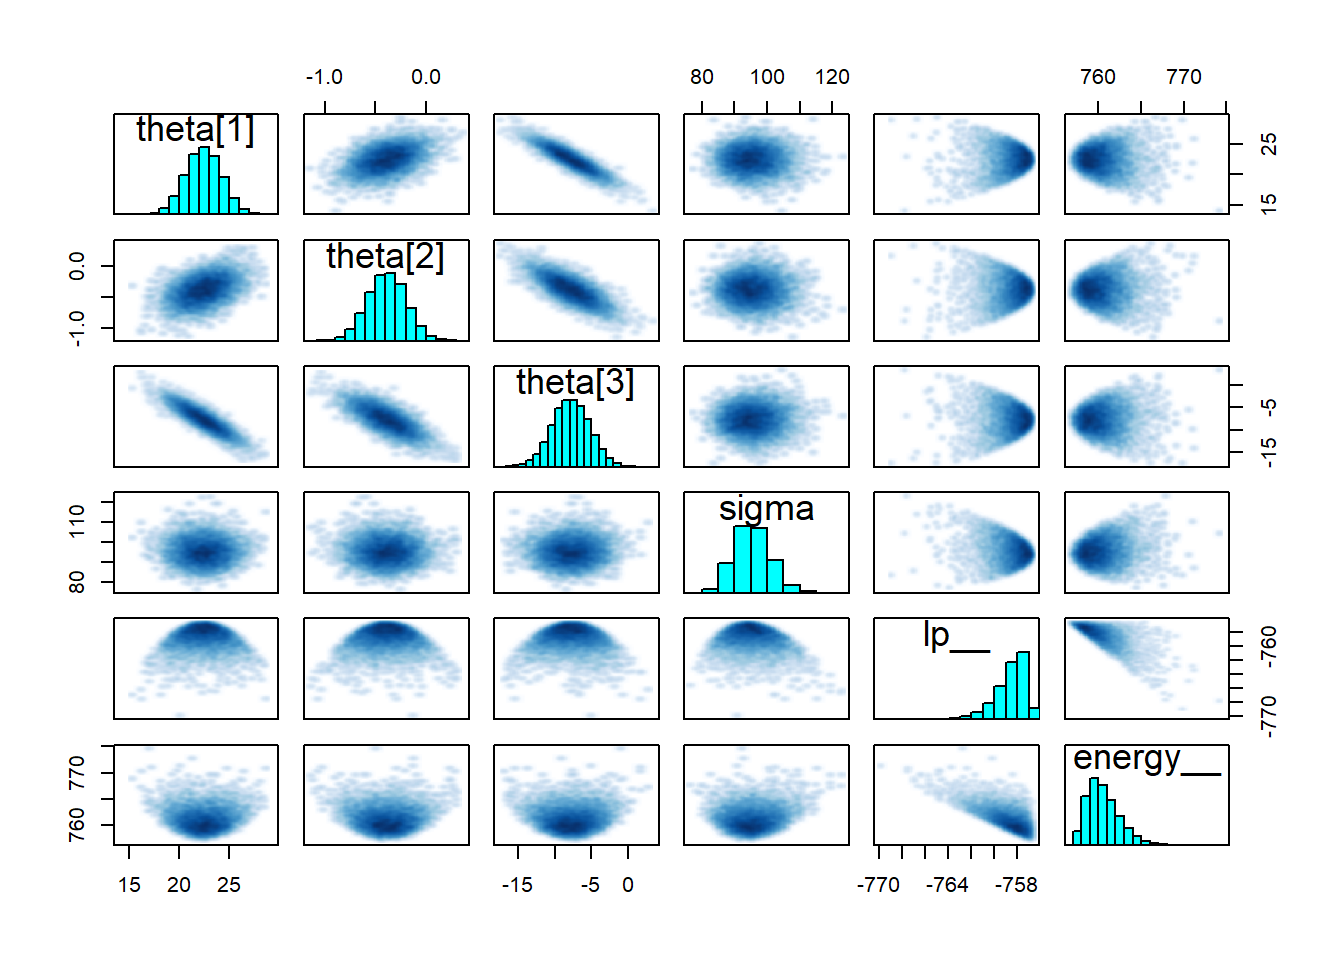 -1.0 0.0 80 100 120 760 770
theta[1]
15 25
theta[2]
-1.0 0.0
theta[3]
-15 -5
sigma
80 110
lp__
-770 -760
energy__
760 770
15 20 25 -15 -5 0 -770 -764 -758